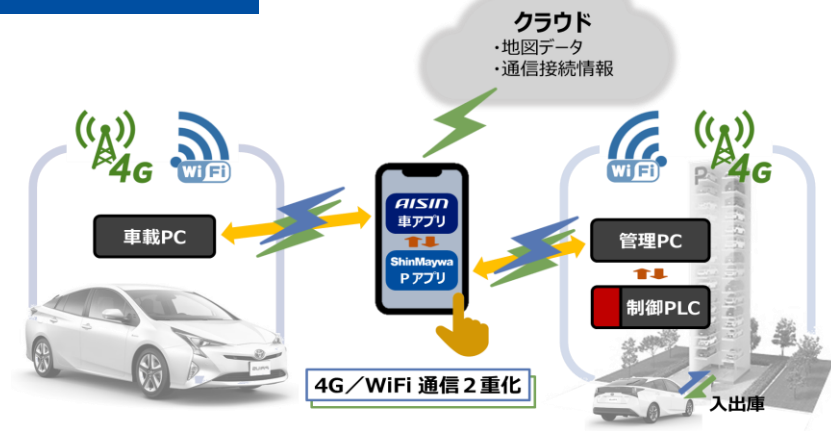 クラウド
・地図データ
・通信接続情報
4G
WiFi
WiFi
4G
P
AISIN
車アプリ
車載PC
管理PC
ShinMaywa
Pアプリ
制御PLC
4G／WiFi 通信２重化
入出庫